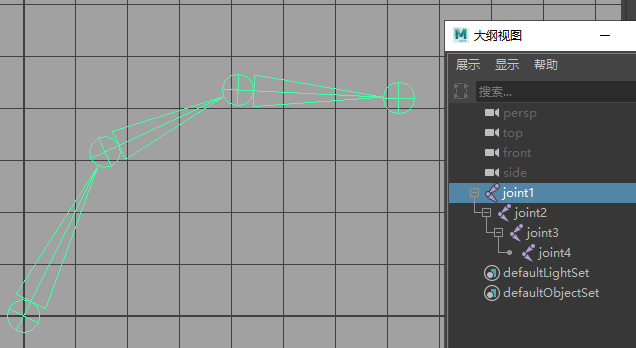 大纲视图
展示 显示 帮助
搜索...
persp
top
front
side
joint1
joint2
joint3
joint4
defaultLightSet
defaultObjectSet